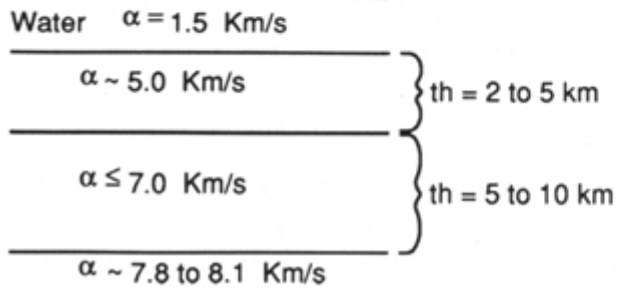 Water α = 1.5 Km/s
α ~ 5.0 Km/s
th = 2 to 5 km
α ≤ 7.0 Km/s
th = 5 to 10 km
α ~ 7.8 to 8.1 Km/s